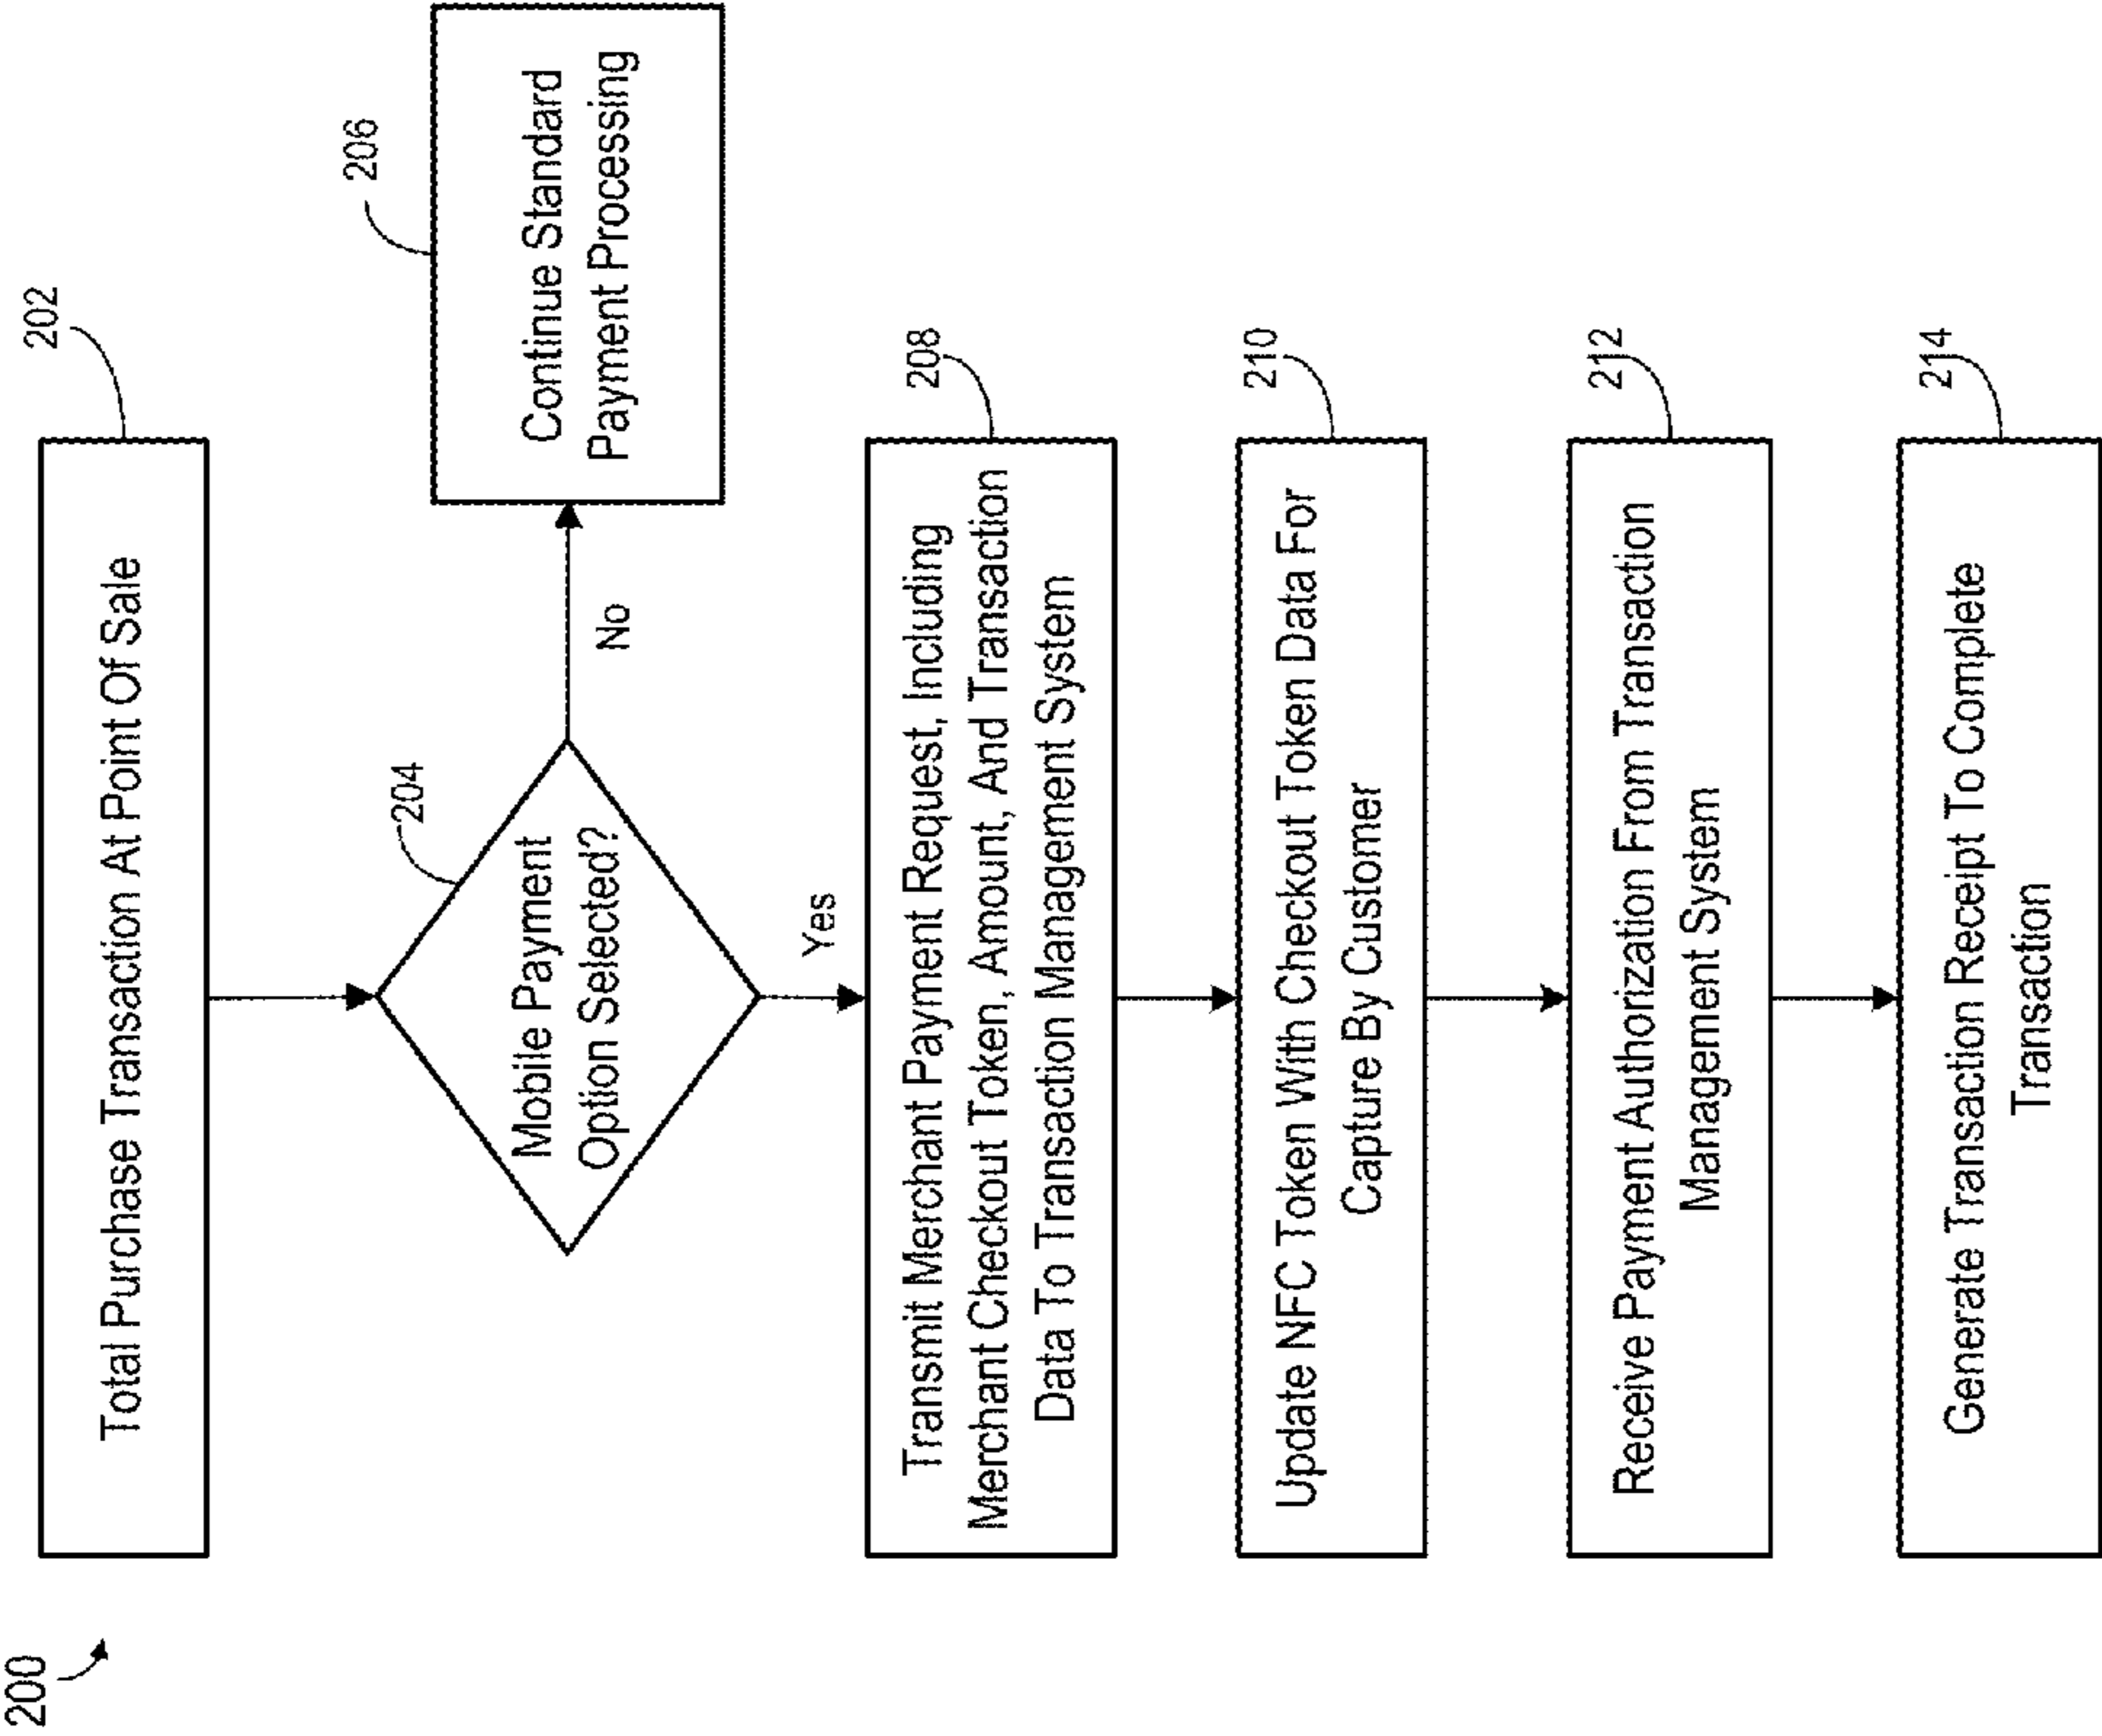 200
202
Total Purchase Transaction At Point Of Sale
204
Mobile Payment
Option Selected?
No
206
Continue Standard
Payment Processing
Yes
208
Transmit Merchant Payment Request, Including
Merchant Checkout Token, Amount, And Transaction
Data To Transaction Management System
210
Update NFC Token With Checkout Token Data For
Capture By Customer
212
Receive Payment Authorization From Transaction
Management System
214
Generate Transaction Receipt To Complete
Transaction